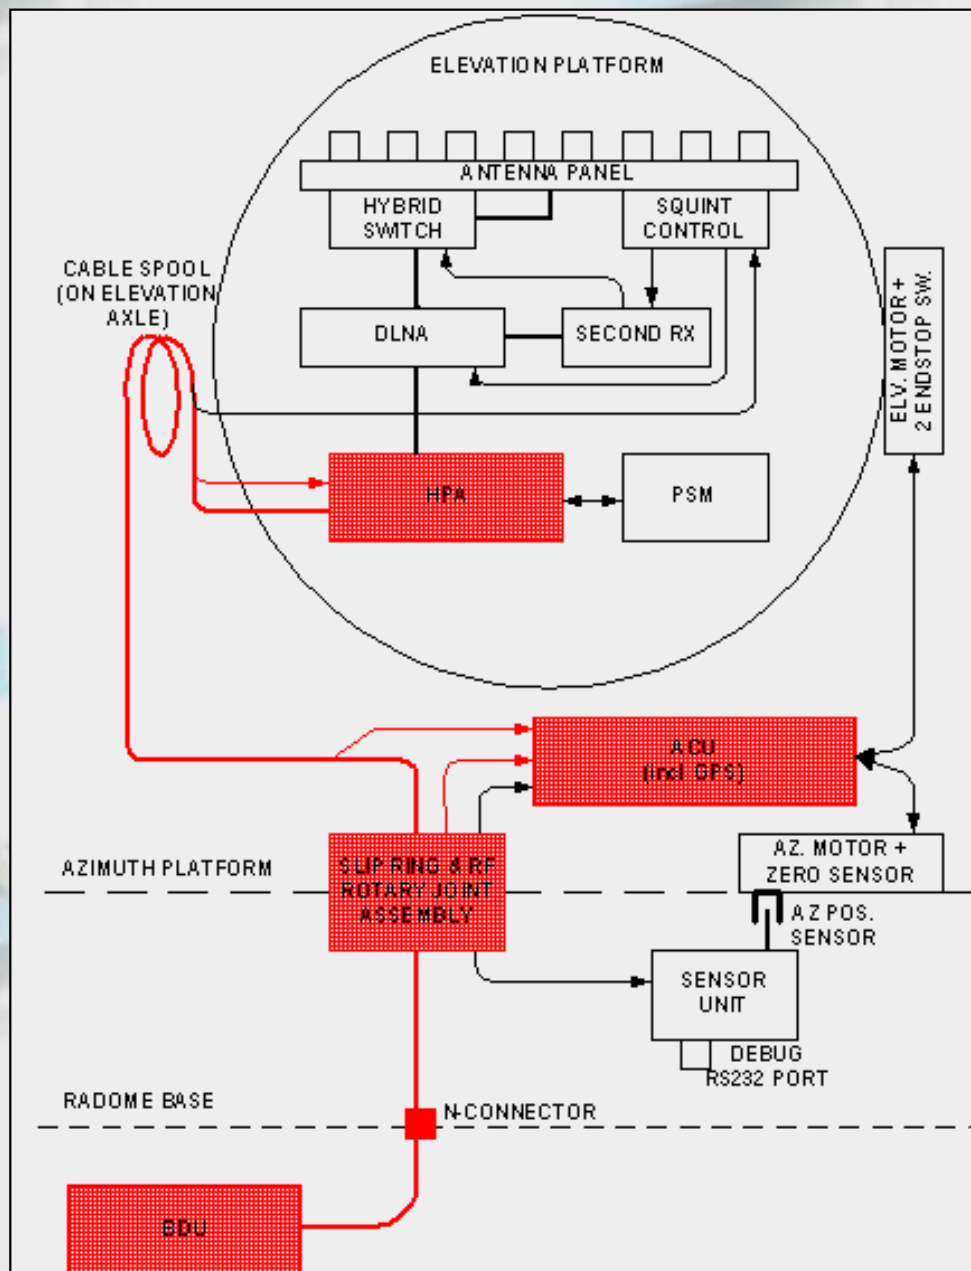 ELEVATION PLATFORM
ANTENNA PANEL
HYBRID
SWITCH
SQUINT
CONTROL
CABLE SPOOL
(ON ELEVATION
AXLE)
ELV. MOTOR +
2 ENDSTOP SW.
DLNA
SECOND RX
HPA
PSM
ACU
(incl GPS)
AZIMUTH PLATFORM
SLIP RING & RF
ROTARY JOINT
ASSEMBLY
AZ. MOTOR +
ZERO SENSOR
AZ POS.
SENSOR
SENSOR
UNIT
DEBUG
RS232 PORT
RADOME BASE
N-CONNECTOR
BDU